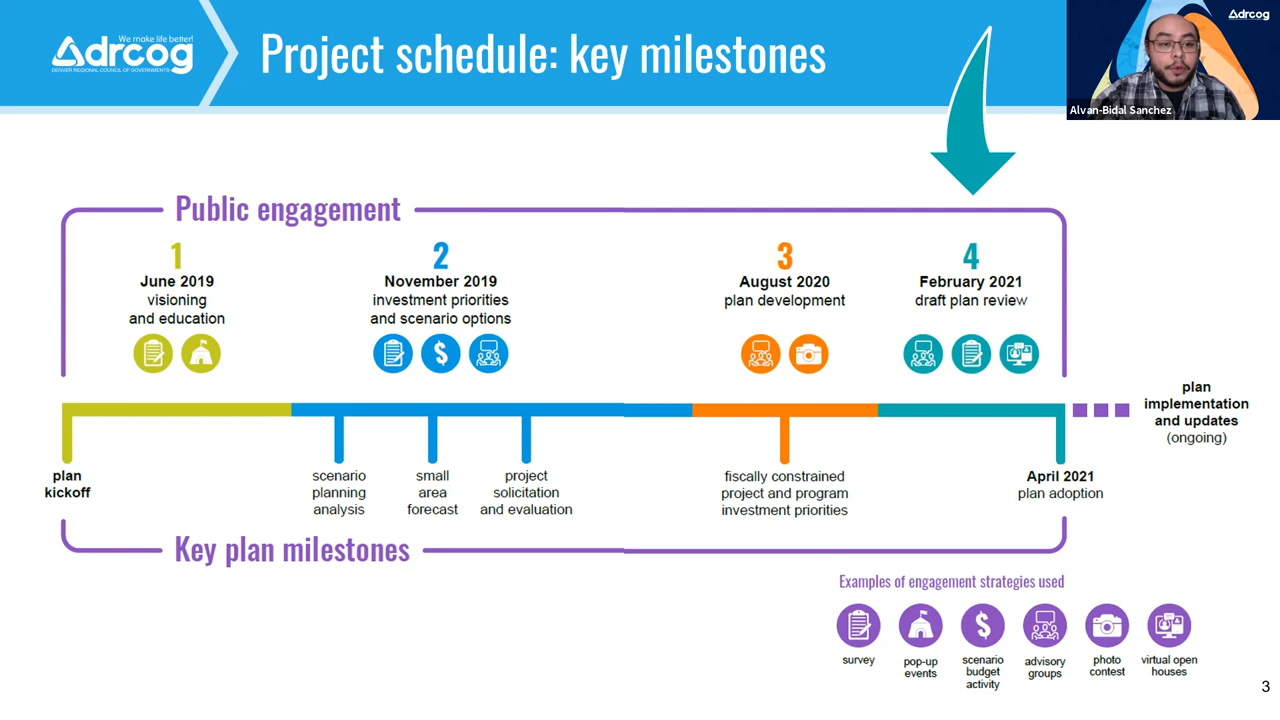 We make life better!
drcog
DENVER REGIONAL COUNCIL OF GOVERNMENTS
Project schedule: key milestones
drcog
Alvan-Bidal Sanchez
Public engagement
1
June 2019
visioning
and education
2
November 2019
investment priorities
and scenario options
3
August 2020
plan development
4
February 2021
draft plan review
plan
implementation
and updates
(ongoing)
plan
kickoff
scenario
planning
analysis
small
area
forecast
project
solicitation
and evaluation
fiscally constrained
project and program
investment priorities
April 2021
plan adoption
Key plan milestones
Examples of engagement strategies used
survey
pop-up
events
scenario
budget
activity
advisory
groups
photo
contest
virtual open
houses
3